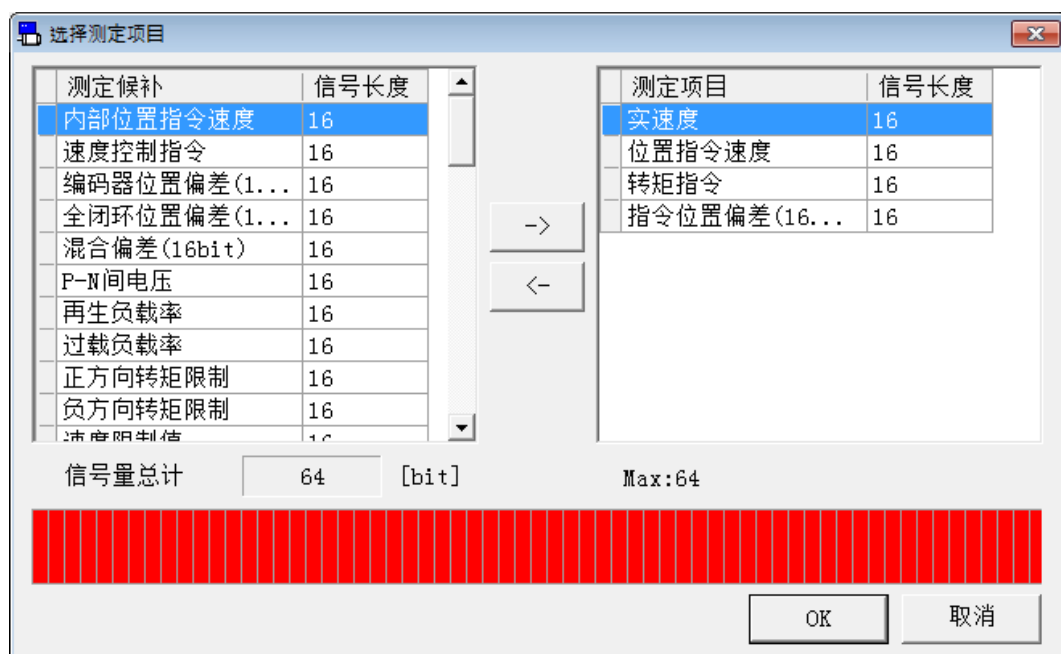 选择测定项目
测定候补 信号长度
内部位置指令速度 16
速度控制指令 16
编码器位置偏差(1... 16
全闭环位置偏差(1... 16
混合偏差(16bit) 16
P-N间电压 16
再生负载率 16
过载负载率 16
正方向转矩限制 16
负方向转矩限制 16
速度限制值 16
->
<-
测定项目 信号长度
实速度 16
位置指令速度 16
转矩指令 16
指令位置偏差(16... 16
信号量总计 64 [bit] Max:64
OK 取消